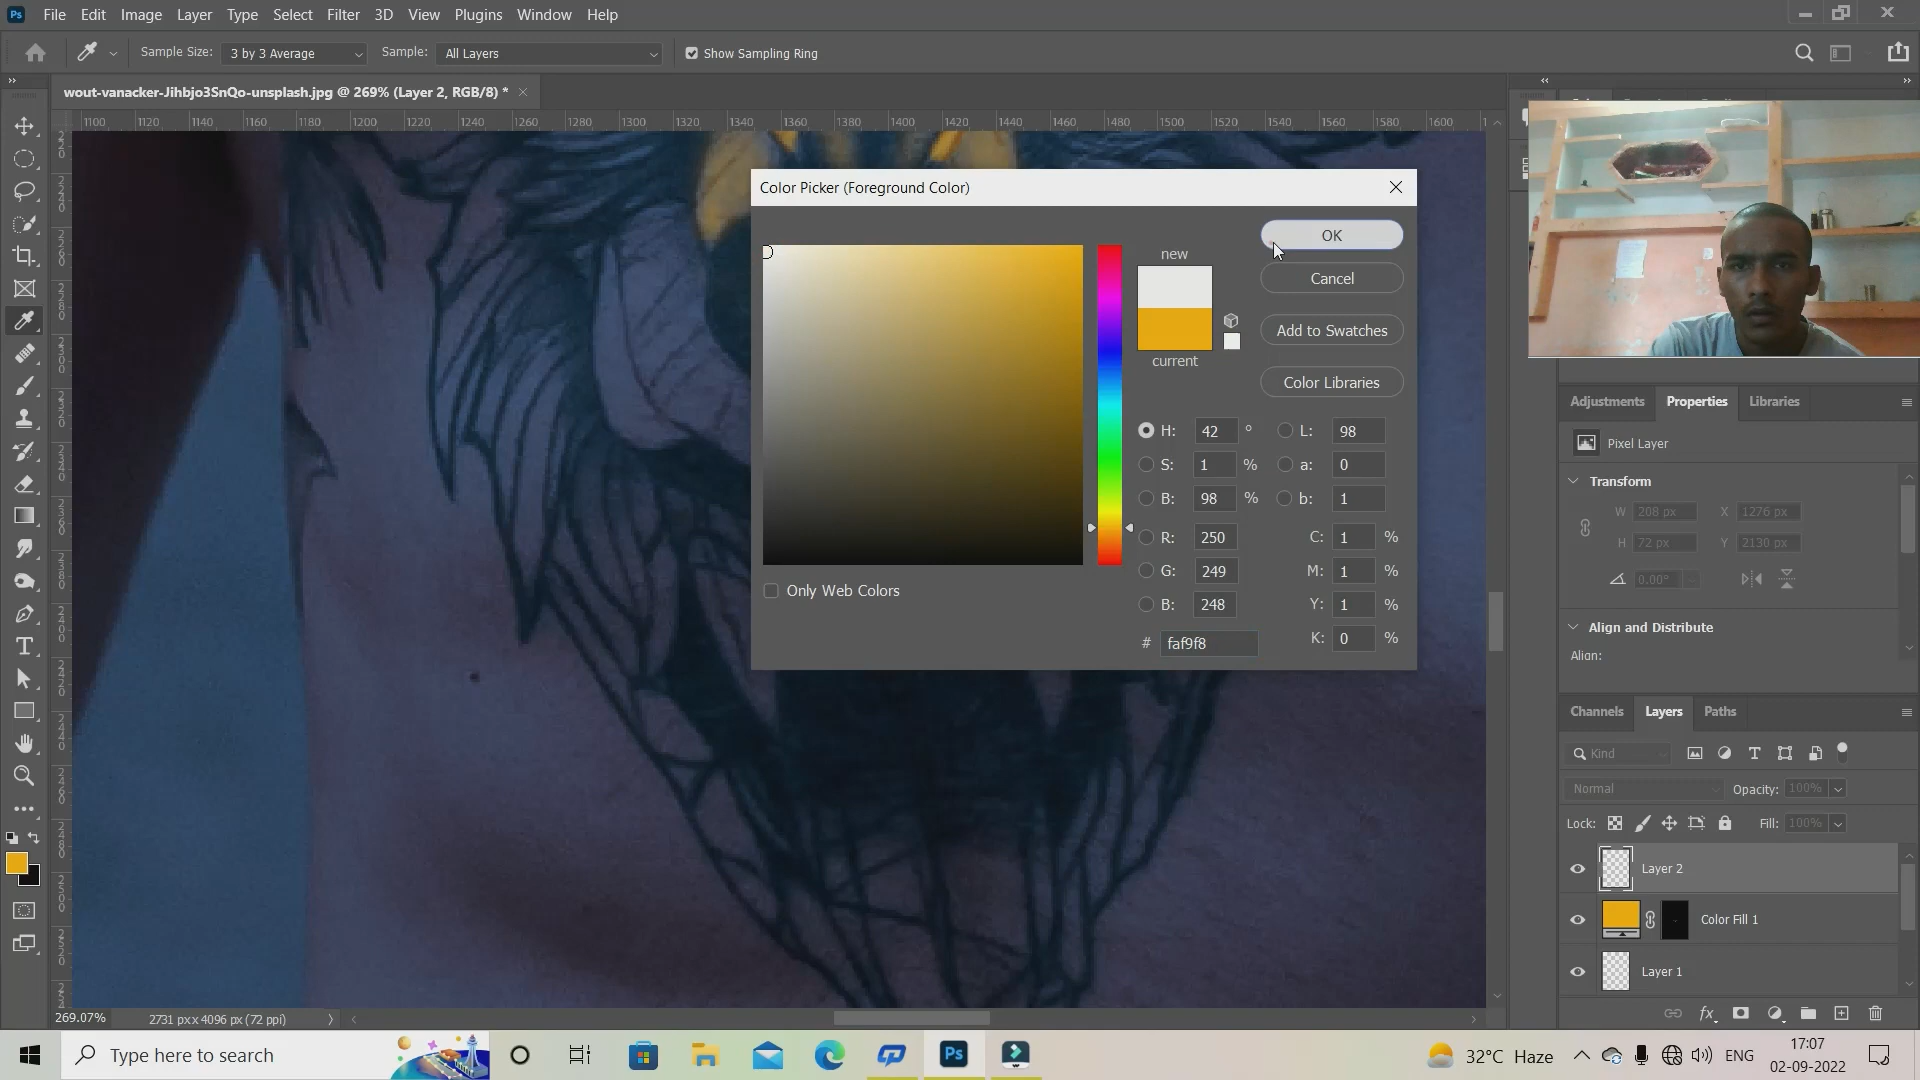 Ps File Edit Image Layer Type Select Filter 3D View Plugins Window Help
Sample Size: 3 by 3 Average Sample: All Layers Show Sampling Ring
wout-vanacker-Jihbjo3SnQo-unsplash.jpg @ 269% (Layer 2, RGB/8) *
1100 1120 1140 1160 1180 1200 1220 1240 1260 1280 1300 1320 1340 1360 1380 1400 1420 1440 1460 1480 1500 1520 1540 1560 1580 1600
Color Picker (Foreground Color)
OK
new
Cancel
Add to Swatches
current
Color Libraries
H: 42 ° L: 98
S: 1 % a: 0
B: 98 % b: 1
R: 250 C: 1 %
G: 249 M: 1 %
B: 248 Y: 1 %
# faf9f8 K: 0 %
Only Web Colors
Adjustments Properties Libraries
Pixel Layer
Transform
W 208 px X 1276 px
H 72 px Y 2130 px
0.00°
Align and Distribute
Align:
Channels Layers Paths
Kind
Normal Opacity: 100%
Lock: Fill: 100%
Layer 2
Color Fill 1
Layer 1
fx
269.07% 2731 px x 4096 px (72 ppi)
Type here to search
Ps
32°C Haze
ENG
17:07
02-09-2022